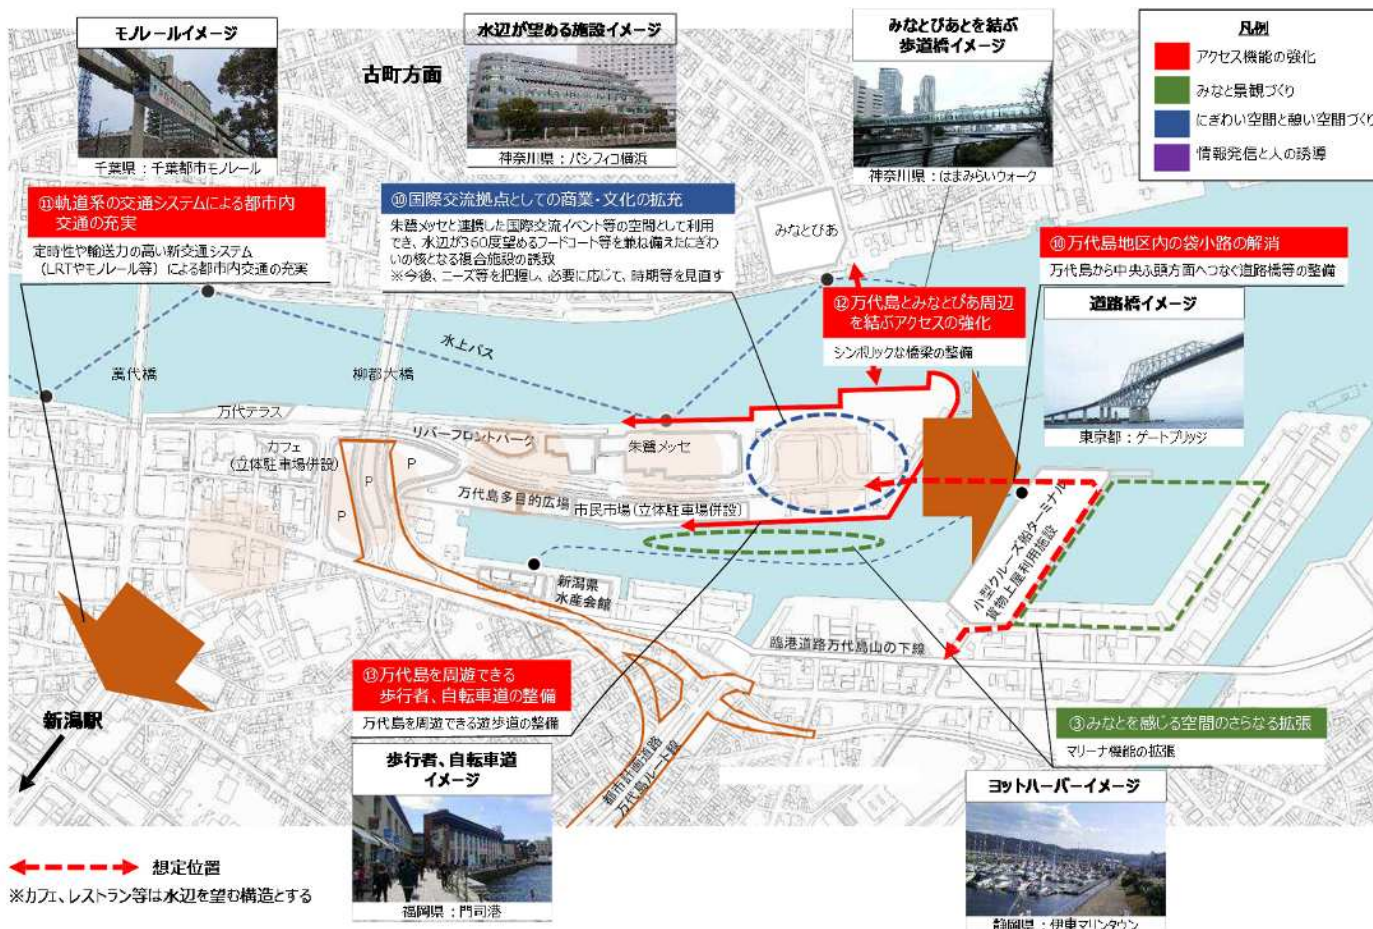 モノレールイメージ
千葉県：千葉都市モノレール
古町方面
水辺が望める施設イメージ
神奈川県：パシフィコ横浜
みなとぴあとを結ぶ
歩道橋イメージ
神奈川県：はまみらいウォーク
凡例
アクセス機能の強化
みなと景観づくり
にぎわい空間と憩い空間づくり
情報発信と人の誘導
⑪軌道系の交通システムによる都市内
交通の充実
定時性や輸送力の高い新交通システム
（LRTやモノレール等）による都市内交通の充実
⑩国際交流拠点としての商業・文化の拡充
朱鷺メッセと連携した国際交流イベント等の空間として利用
でき、水辺が360度望めるフードコート等を兼ね備えたにぎわ
いの核となる複合施設の誘致
※今後、ニーズ等を把握し、必要に応じて、時期等を見直す
みなとぴあ
⑩万代島地区内の袋小路の解消
万代島から中央ふ頭方面へつなぐ道路橋等の整備
道路橋イメージ
東京都：ゲートブリッジ
⑫万代島とみなとぴあ周辺
を結ぶアクセスの強化
シンボリックな橋梁の整備
水上バス
萬代橋
柳都大橋
万代テラス
カフェ
（立体駐車場併設）
リバーフロントパーク
朱鷺メッセ
P
P
P
万代島多目的広場
市民市場（立体駐車場併設）
新潟県
水産会館
小型クルーズ船ターミナル
貨物上屋利用施設
臨港道路万代島山の下線
新潟駅
⑬万代島を周遊できる
歩行者、自転車道の整備
万代島を周遊できる遊歩道の整備
歩行者、自転車道
イメージ
福岡県：門司港
都市計画道路
万代島ルート線
③みなとを感じる空間のさらなる拡張
マリーナ機能の拡張
ヨットハーバーイメージ
静岡県：伊東マリンタウン
想定位置
※カフェ、レストラン等は水辺を望む構造とする